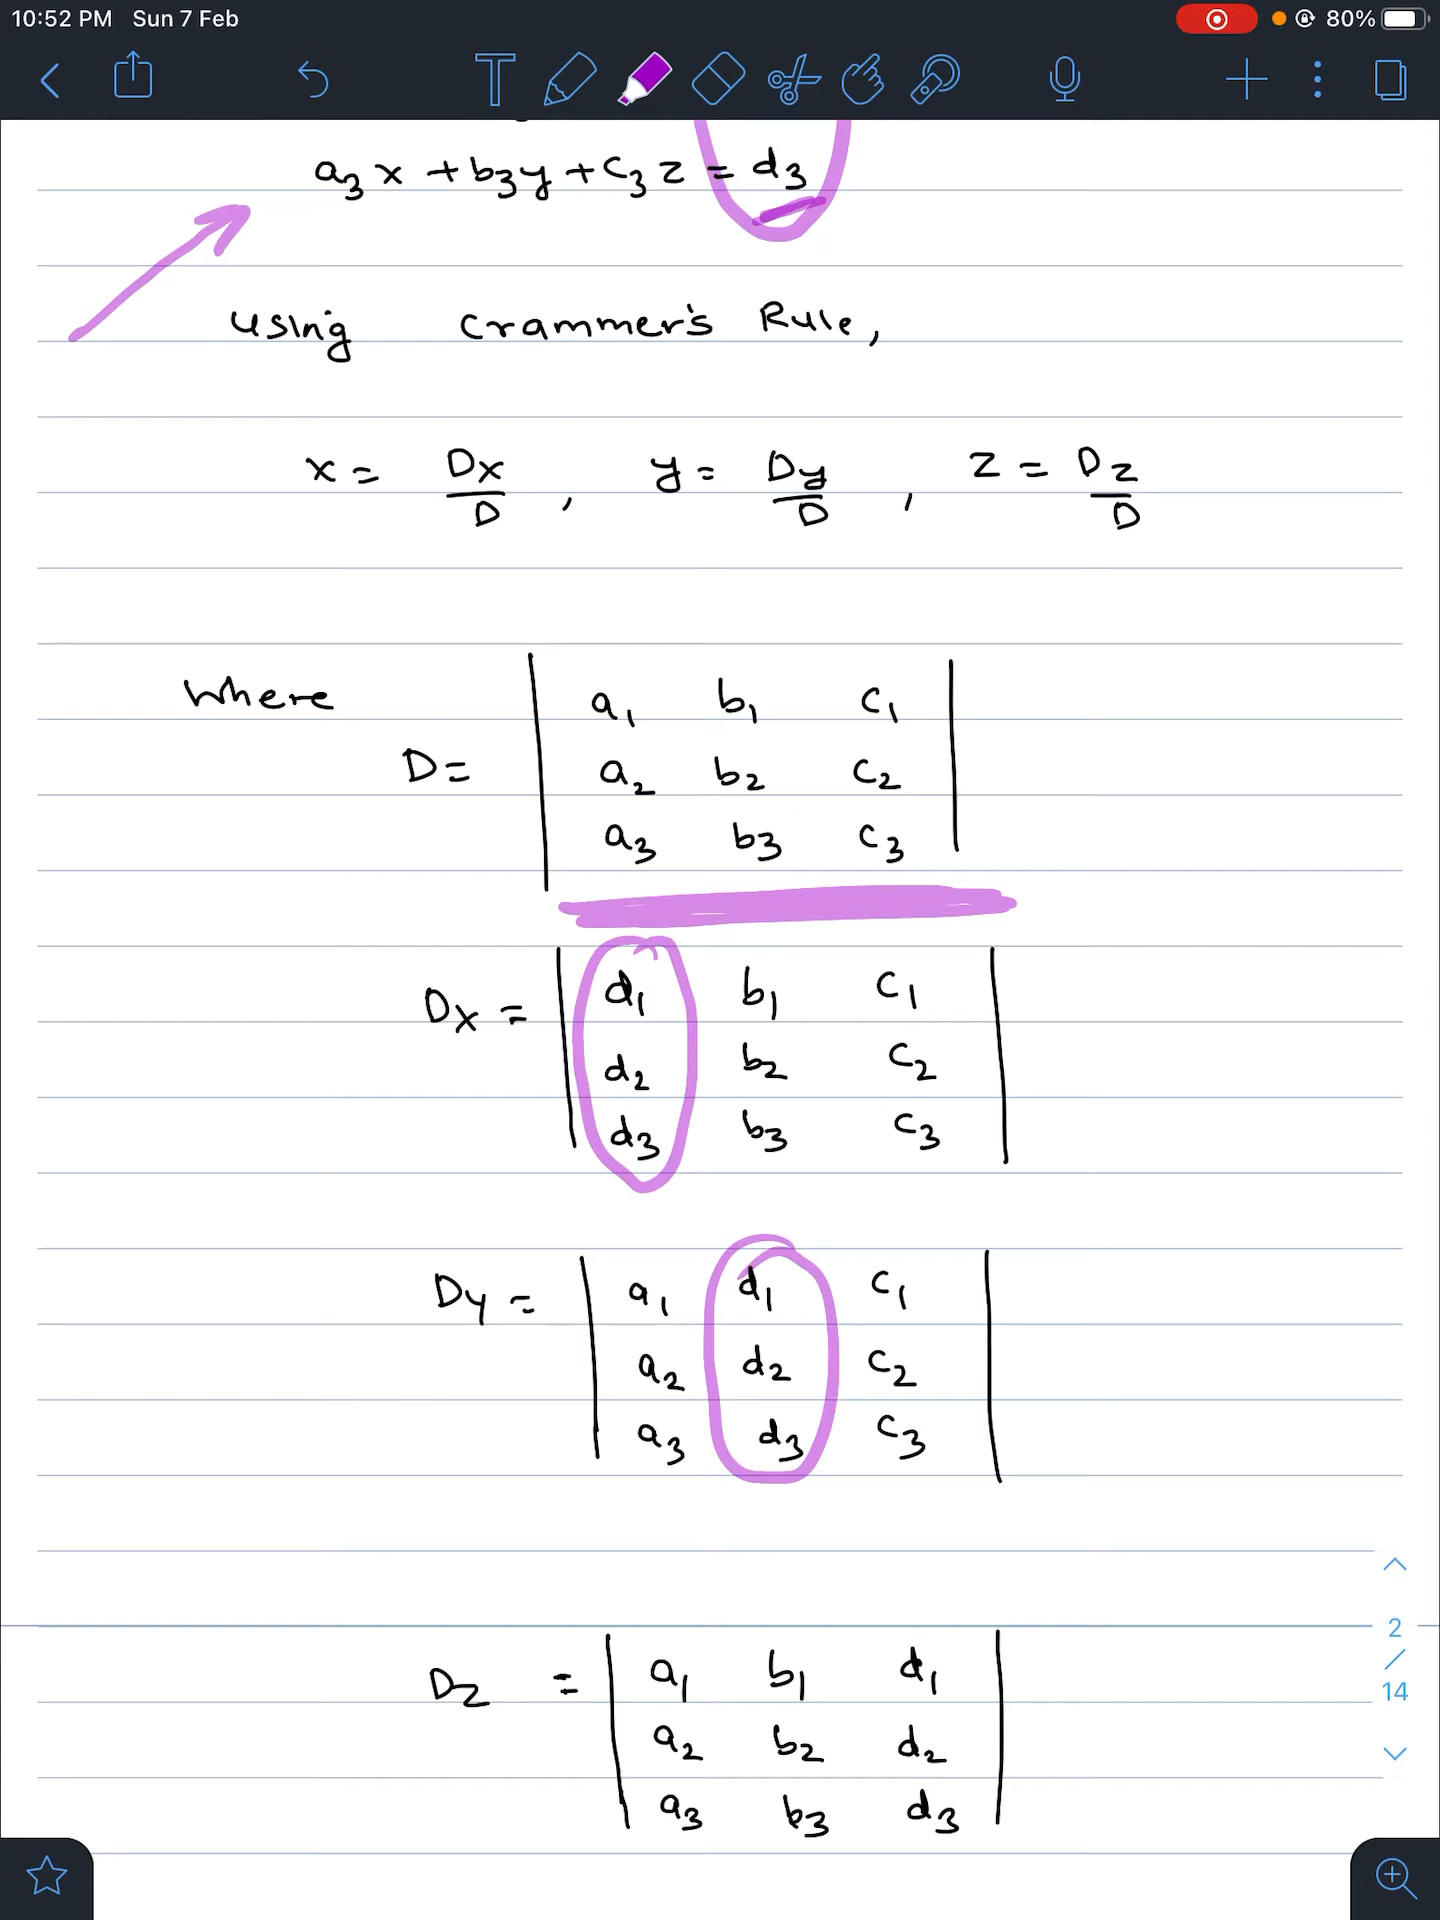 10:52 PM Sun 7 Feb 80%
a3 x + b3 y + c3 z = d3
Using Crammer's Rule,
x = Dx/D , y = Dy/D , z = Dz/D
Where
a1 b1 c1
D= a2 b2 c2
a3 b3 c3
d1 b1 c1
Dx = d2 b2 c2
d3 b3 c3
a1 d1 c1
Dy = a2 d2 c2
a3 d3 c3
2
/
14
a1 b1 d1
Dz = a2 b2 d2
a3 b3 d3